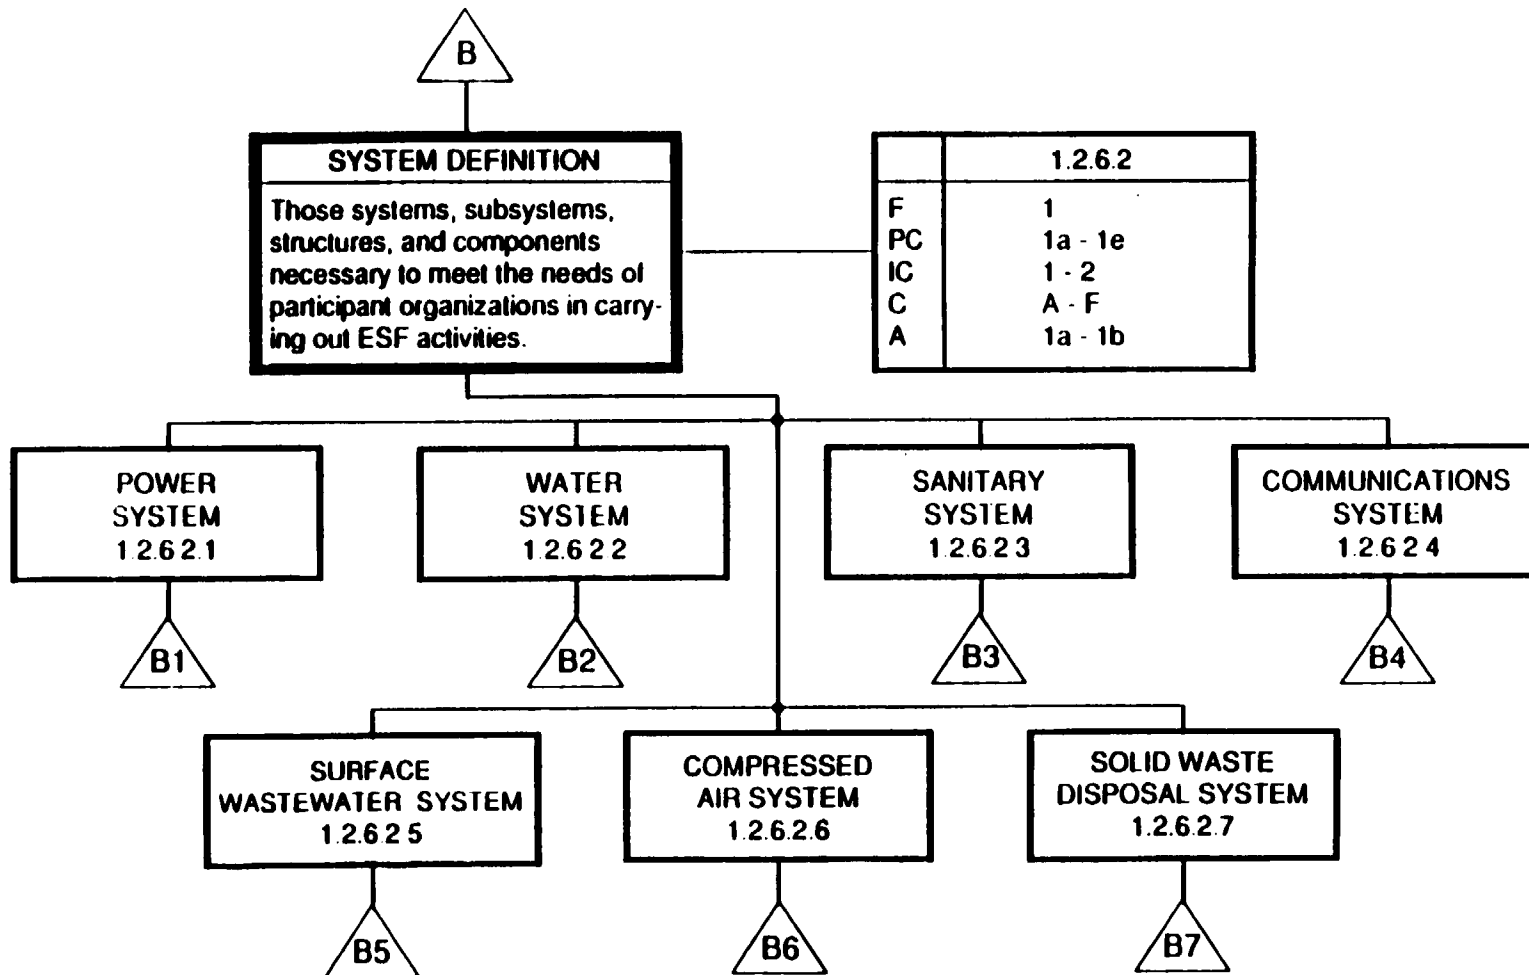 B
SYSTEM DEFINITION
Those systems, subsystems,
structures, and components
necessary to meet the needs of
participant organizations in carry-
ing out ESF activities.
1.2.6.2
F 1
PC 1a - 1e
IC 1 - 2
C A - F
A 1a - 1b
POWER
SYSTEM
1.2.6 2.1
WATER
SYSTEM
1.2.6 2 2
SANITARY
SYSTEM
1.2.6 2 3
COMMUNICATIONS
SYSTEM
1.2.6 2 4
B1
B2
B3
B4
SURFACE
WASTEWATER SYSTEM
1.2.6.2 5
COMPRESSED
AIR SYSTEM
1.2.6.2.6
SOLID WASTE
DISPOSAL SYSTEM
1.2.6.2.7
B5
B6
B7